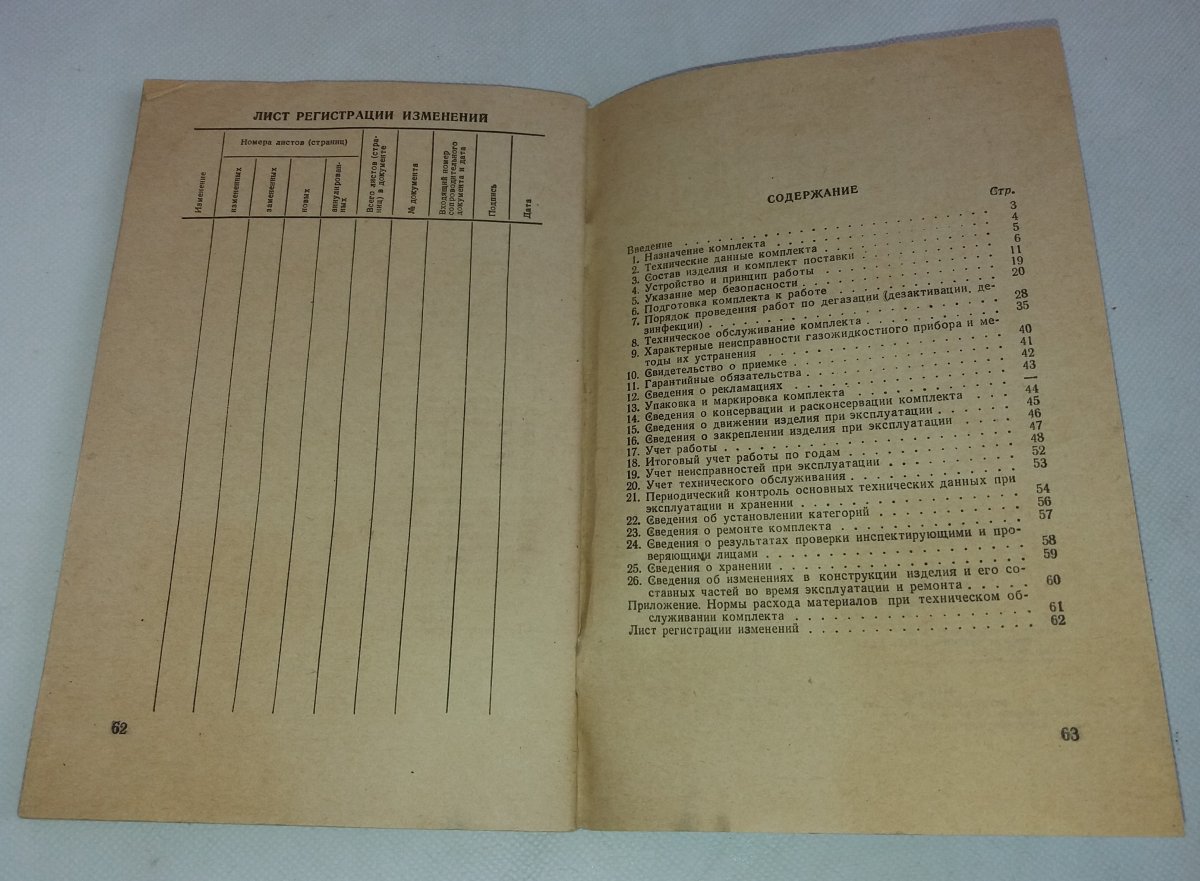 ЛИСТ РЕГИСТРАЦИИ ИЗМЕНЕНИЙ
Изменение
Номера листов (страниц)
измененных
замененных
новых
аннулирован-
ных
Всего листов (стра-
ниц) в документе
№ документа
Входящий номер
сопроводительного
документа и дата
Подпись
Дата
62
СОДЕРЖАНИЕ
Стр.
Введение . . . . . . . . . . . . . . . . 3
1. Назначение комплекта . . . . . . . . . . . . 4
2. Технические данные комплекта . . . . . . . . . . 5
3. Состав изделия и комплект поставки . . . . . . . . 6
4. Устройство и принцип работы . . . . . . . . . . 11
5. Указание мер безопасности . . . . . . . . . . . 19
6. Подготовка комплекта к работе . . . . . . . . . 20
7. Порядок проведения работ по дегазации (дезактивации, де-
зинфекции) . . . . . . . . . . . . . . . 28
8. Техническое обслуживание комплекта . . . . . . . . 35
9. Характерные неисправности газожидкостного прибора и ме-
тоды их устранения . . . . . . . . . . . . 40
10. Свидетельство о приемке . . . . . . . . . . . 41
11. Гарантийные обязательства . . . . . . . . . . . 42
12. Сведения о рекламациях . . . . . . . . . . . 43
13. Упаковка и маркировка комплекта . . . . . . . . . —
14. Сведения о консервации и расконсервации комплекта . . . 44
15. Сведения о движении изделия при эксплуатации . . . . . 45
16. Сведения о закреплении изделия при эксплуатации . . . . 46
17. Учет работы . . . . . . . . . . . . . . . 47
18. Итоговый учет работы по годам . . . . . . . . . 48
19. Учет неисправностей при эксплуатации . . . . . . . 52
20. Учет технического обслуживания . . . . . . . . . 53
21. Периодический контроль основных технических данных при
эксплуатации и хранении . . . . . . . . . . . 54
22. Сведения об установлении категорий . . . . . . . . 56
23. Сведения о ремонте комплекта . . . . . . . . . . 57
24. Сведения о результатах проверки инспектирующими и про-
веряющими лицами . . . . . . . . . . . . . 58
25. Сведения о хранении . . . . . . . . . . . . . 59
26. Сведения об изменениях в конструкции изделия и его со-
ставных частей во время эксплуатации и ремонта . . . . . 60
Приложение. Нормы расхода материалов при техническом об-
служивании комплекта . . . . . . . . . . . . 61
Лист регистрации изменений . . . . . . . . . . . . 62
63